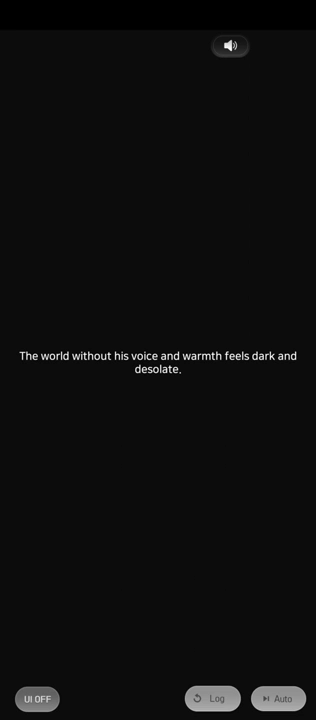 The world without his voice and warmth feels dark and
desolate.
UI OFF
Log
Auto